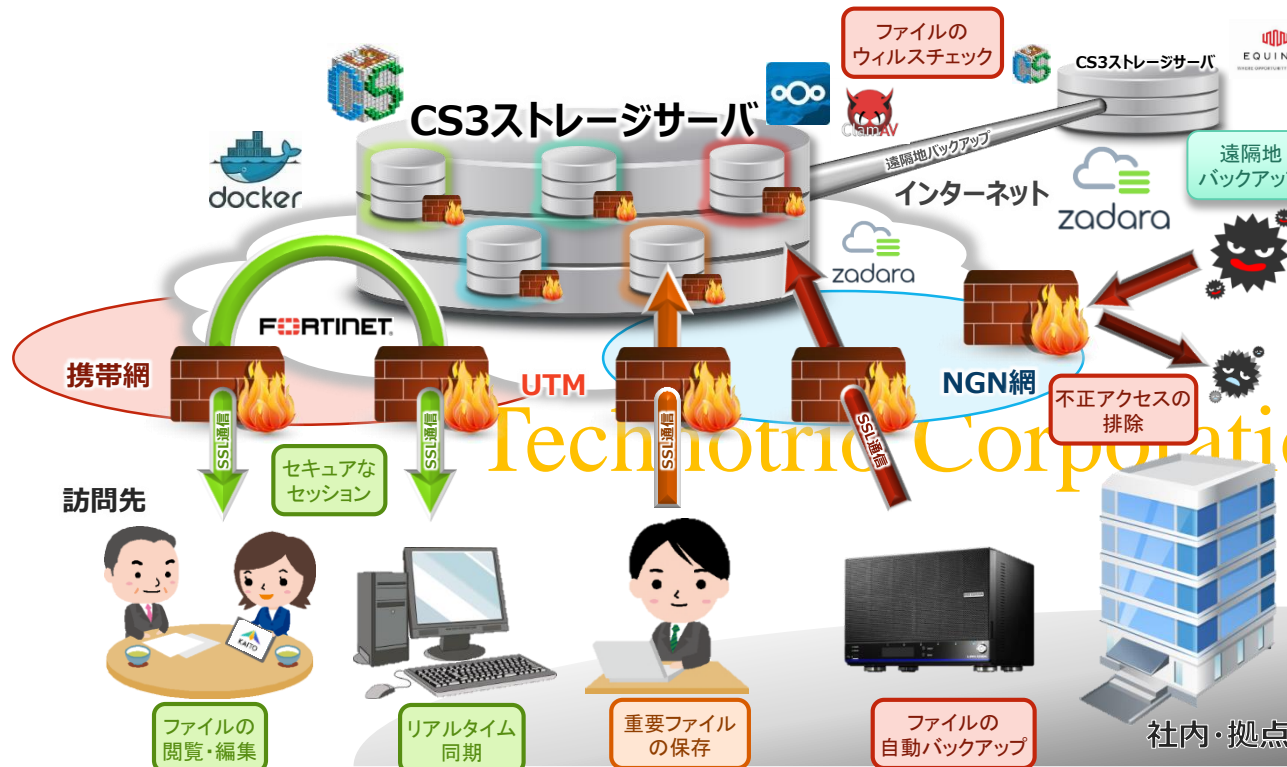 ファイルの
ウィルスチェック
CS3ストレージサーバ
EQUIN
CS
CS3ストレージサーバ
ClamAV
遠隔地バックアップ
遠隔地
バックアップ
docker
インターネット
zadara
zadara
FORTINET
携帯網
UTM
NGN網
不正アクセスの
排除
SSL通信
SSL通信
SSL通信
SSL通信
Technotrio Corporatio
セキュアな
セッション
訪問先
KAITO
ファイルの
閲覧・編集
リアルタイム
同期
重要ファイル
の保存
ファイルの
自動バックアップ
社内・拠点